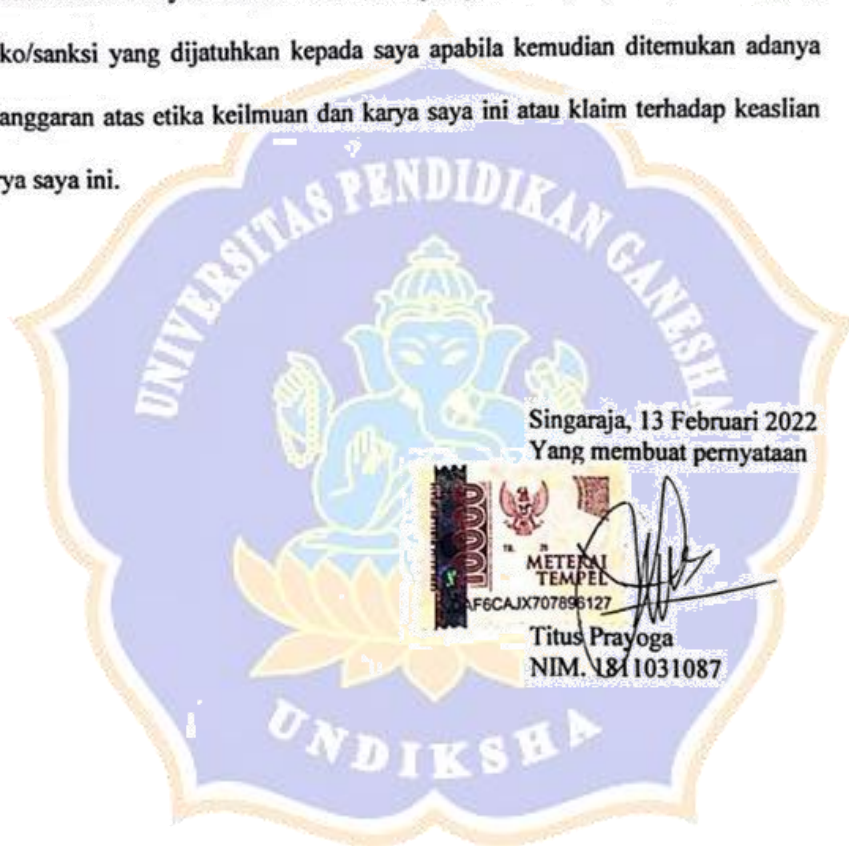 ko/sanksi yang dijatuhkan kepada saya apabila kemudian ditemukan adanya
anggaran atas etika keilmuan dan karya saya ini atau klaim terhadap keaslian
ya saya ini.
UNIVERSITAS PENDIDIKAN GANESHA
Singaraja, 13 Februari 2022
Yang membuat pernyataan
10000
METERAI
TEMPEL
AF6CAJX707896127
Titus Prayoga
NIM. 1811031087
UNDIKSHA